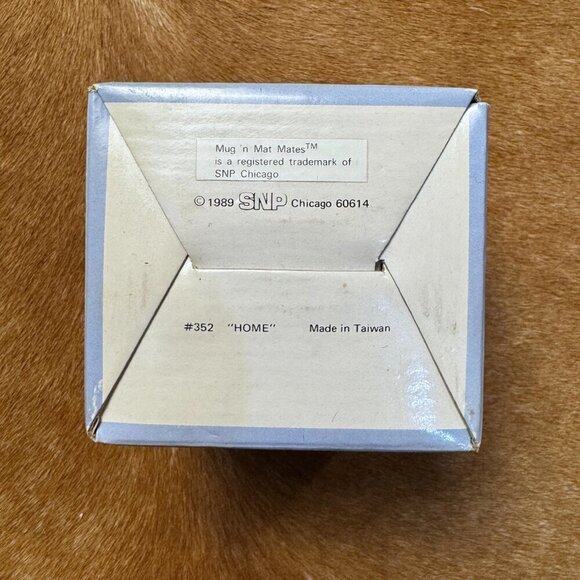 Mug 'n Mat Mates™
is a registered trademark of
SNP Chicago
© 1989 SNP Chicago 60614
#352 "HOME" Made in Taiwan